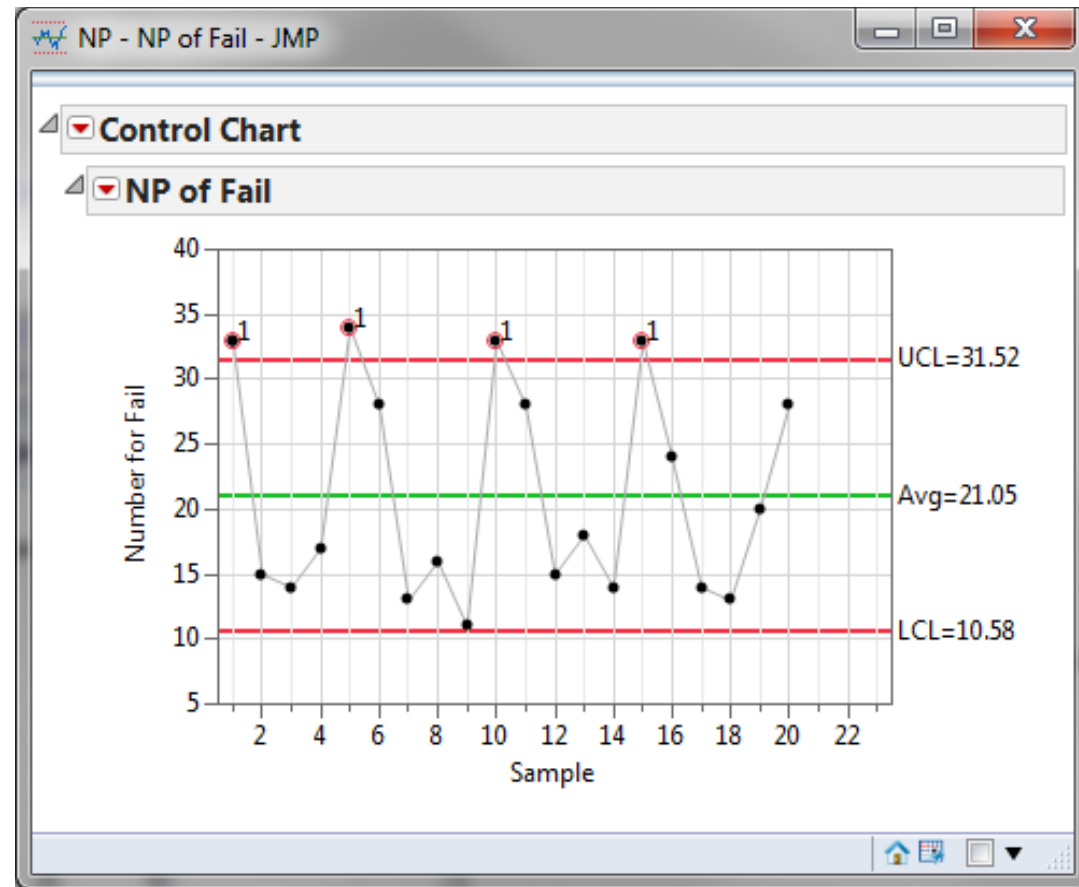 NP - NP of Fail - JMP
Control Chart
NP of Fail
40
35
30
25
20
15
10
5
Number for Fail
1
1
1
1
UCL=31.52
Avg=21.05
LCL=10.58
2 4 6 8 10 12 14 16 18 20 22
Sample